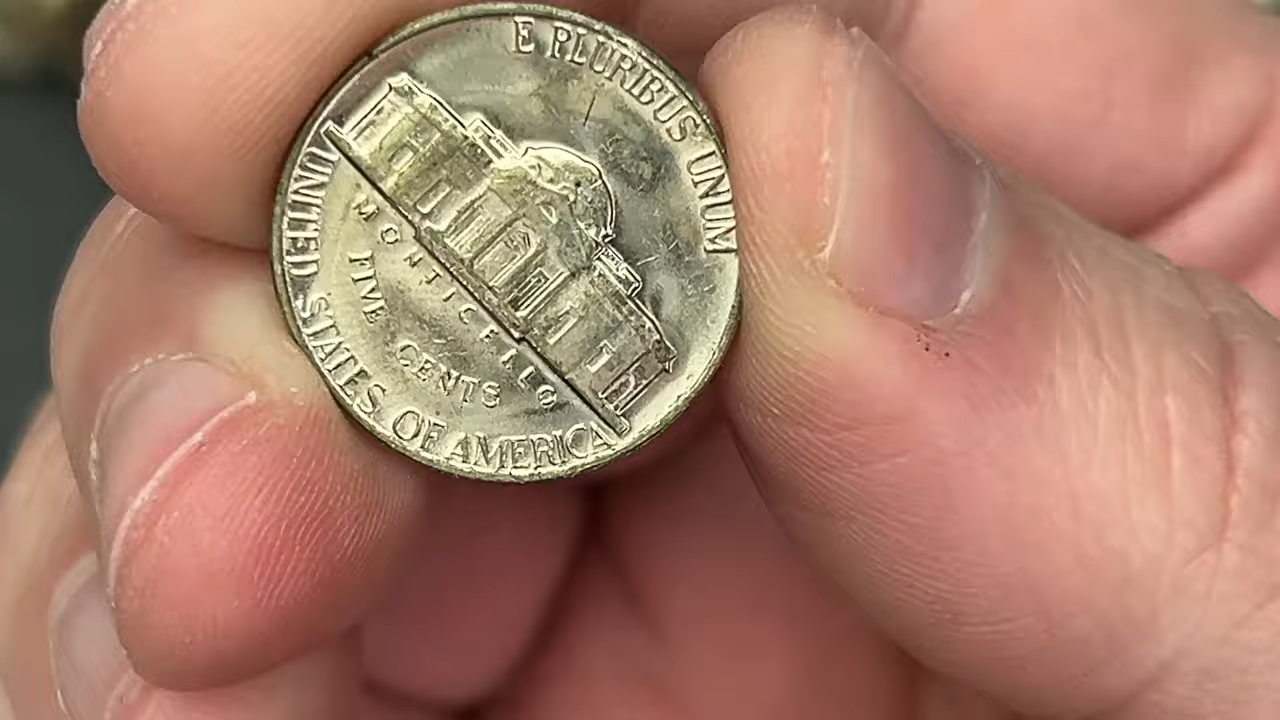 E PLURIBUS UNUM
MONTICELLO
FIVE CENTS
UNITED STATES OF AMERICA